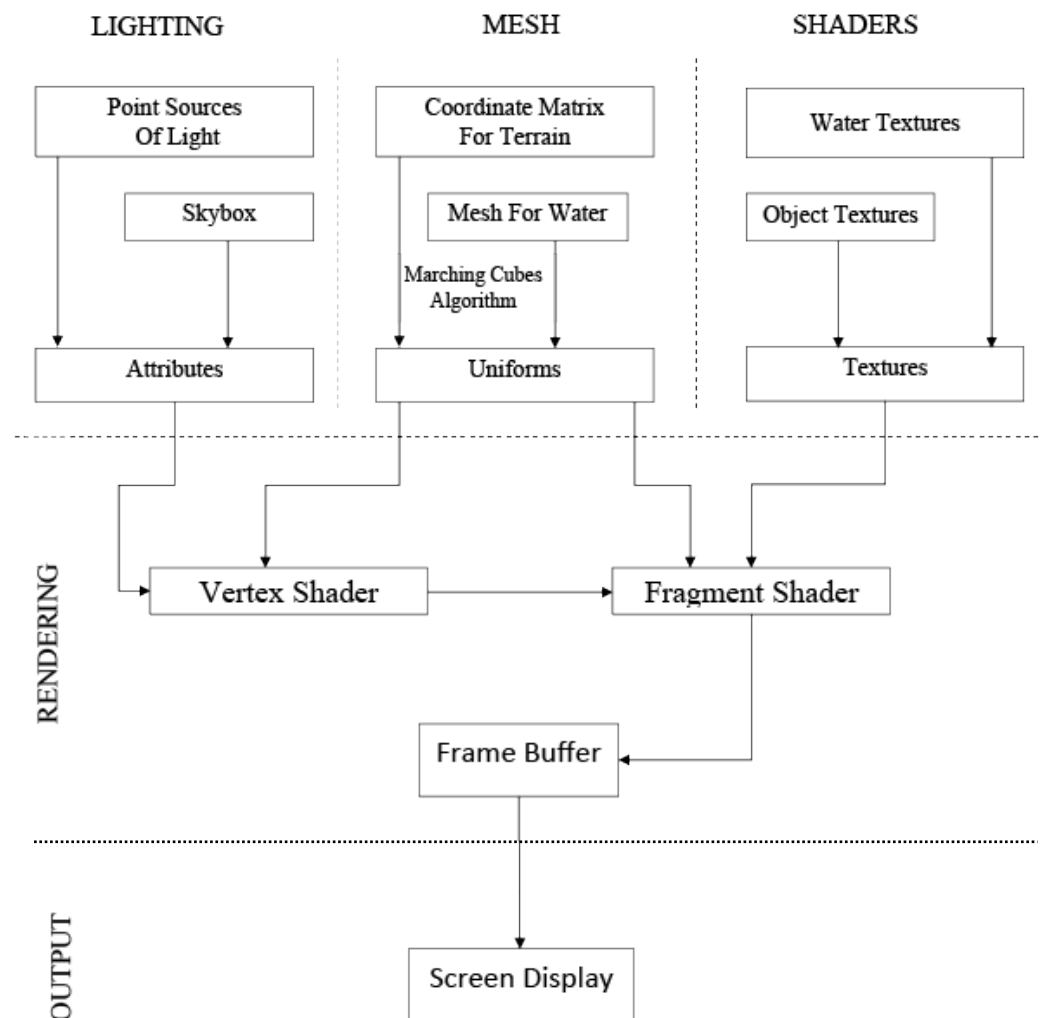 LIGHTING
MESH
SHADERS
Point Sources
Of Light
Coordinate Matrix
For Terrain
Water Textures
Skybox
Mesh For Water
Object Textures
Marching Cubes
Algorithm
Attributes
Uniforms
Textures
RENDERING
Vertex Shader
Fragment Shader
Frame Buffer
OUTPUT
Screen Display